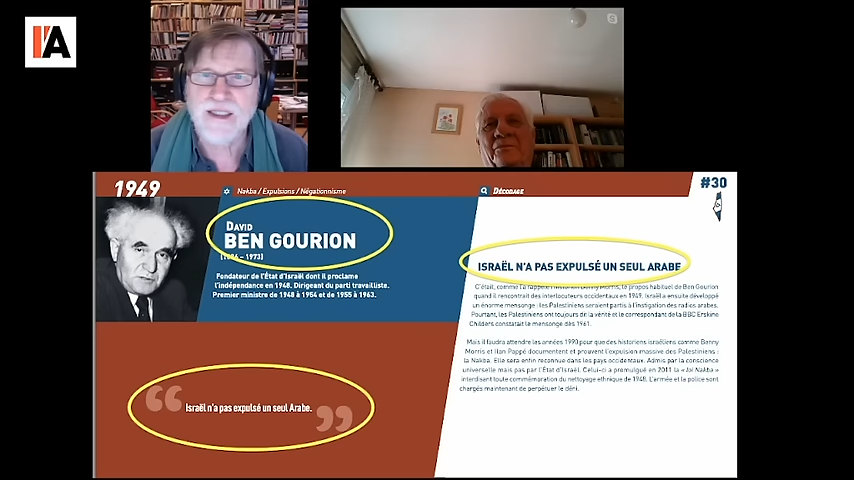 I'A
1949
Nakba / Expulsions / Négationnisme
Décodage
#30
David
BEN GOURION
Fondateur de l'État d'Israël dont il proclame
l'indépendance en 1948. Dirigeant du parti travailliste.
Premier ministre de 1948 à 1954 et de 1955 à 1963.
“
Israël n'a pas expulsé un seul Arabe.
”
ISRAËL N'A PAS EXPULSÉ UN SEUL ARABE
C'était, comme l'a rappelé l'historien Benny Morris, le propos habituel de Ben Gourion
quand il rencontrait des interlocuteurs occidentaux en 1949. Israël a ensuite développé
un énorme mensonge : les Palestiniens seraient partis à l'instigation des radios arabes.
Pourtant, les Palestiniens ont toujours dit la vérité et le correspondant de la BBC Erskine
Childers constatait le mensonge dès 1961.
Mais il faudra attendre les années 1990 pour que des historiens israéliens comme Benny
Morris et Ilan Pappé documentent et prouvent l'expulsion massive des Palestiniens :
la Nakba. Elle sera enfin reconnue dans les pays occidentaux. Admis par la conscience
universelle mais pas par l'État d'Israël. Celui-ci a promulgué en 2011 la « loi Nakba »
interdisant toute commémoration du nettoyage ethnique de 1948. L'armée et la police sont
chargés maintenant de perpétuer le déni.